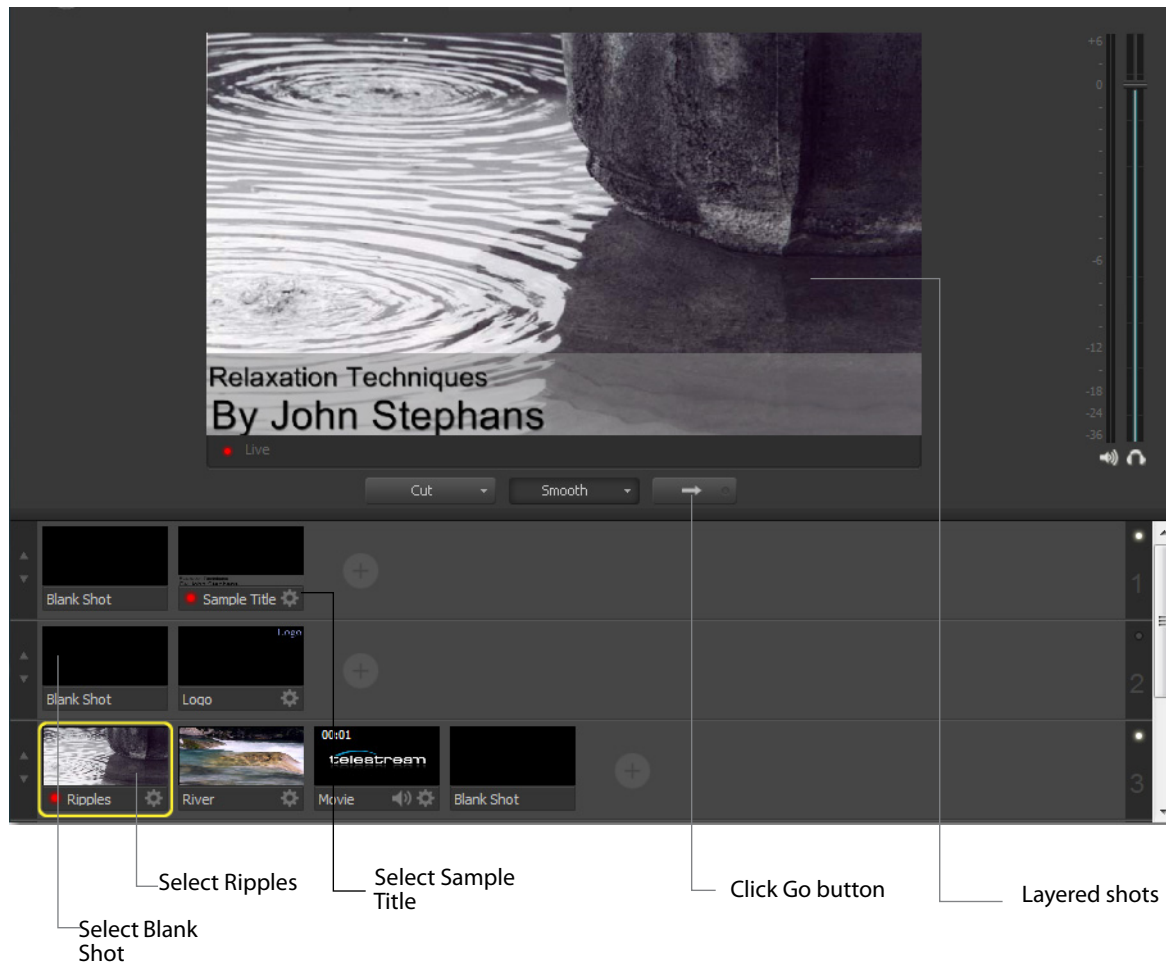 +6
0
-6
-12
-18
-24
-36
Relaxation Techniques
By John Stephans
Live
Cut
Smooth
Blank Shot
Sample Title
1
Logo
Blank Shot
Logo
2
00:01
telestream
Ripples
River
Movie
Blank Shot
3
Select Ripples
Select Sample
Title
Click Go button
Layered shots
Select Blank
Shot